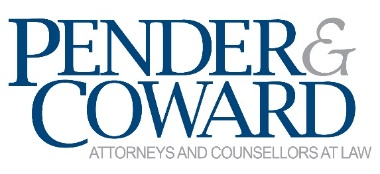 PENDER &
COWARD
ATTORNEYS AND COUNSELLORS AT LAW